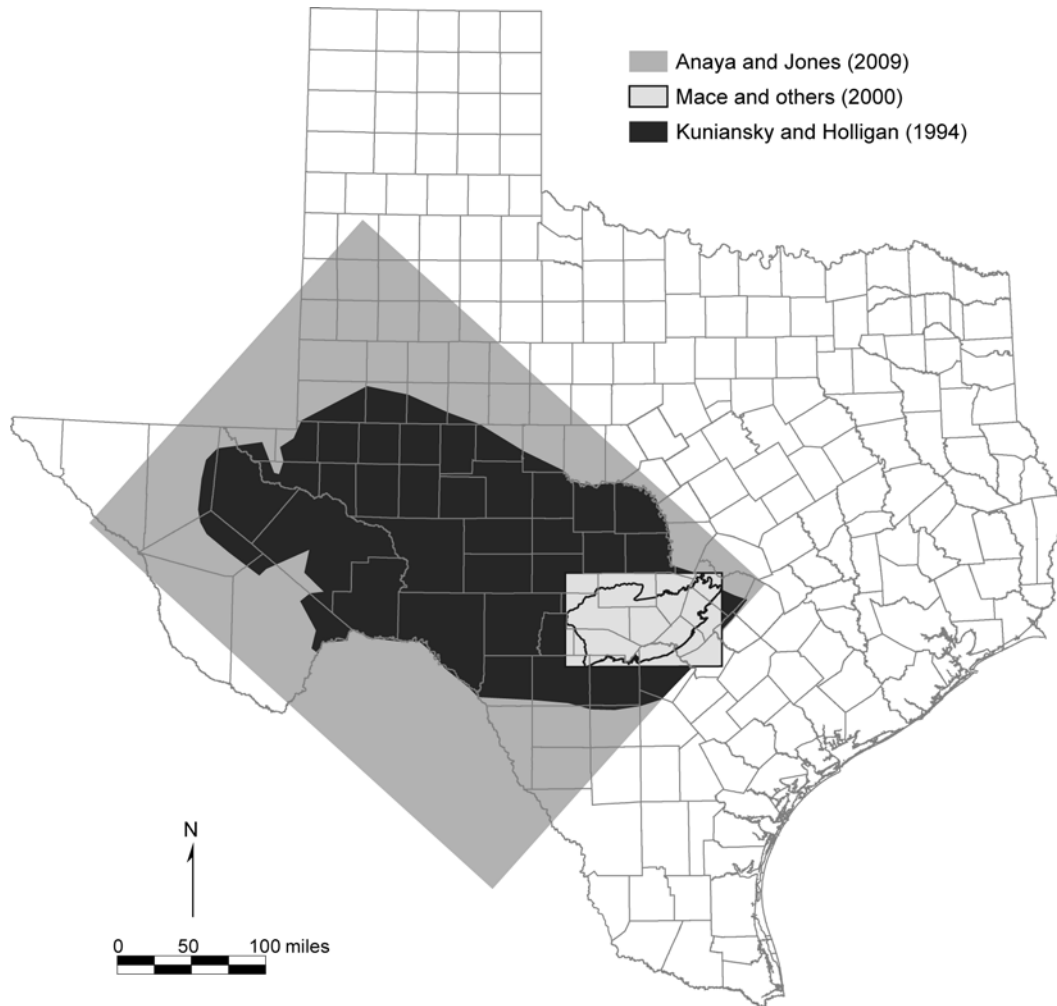 Anaya and Jones (2009)
Mace and others (2000)
Kuniansky and Holligan (1994)
N
0 50 100 miles